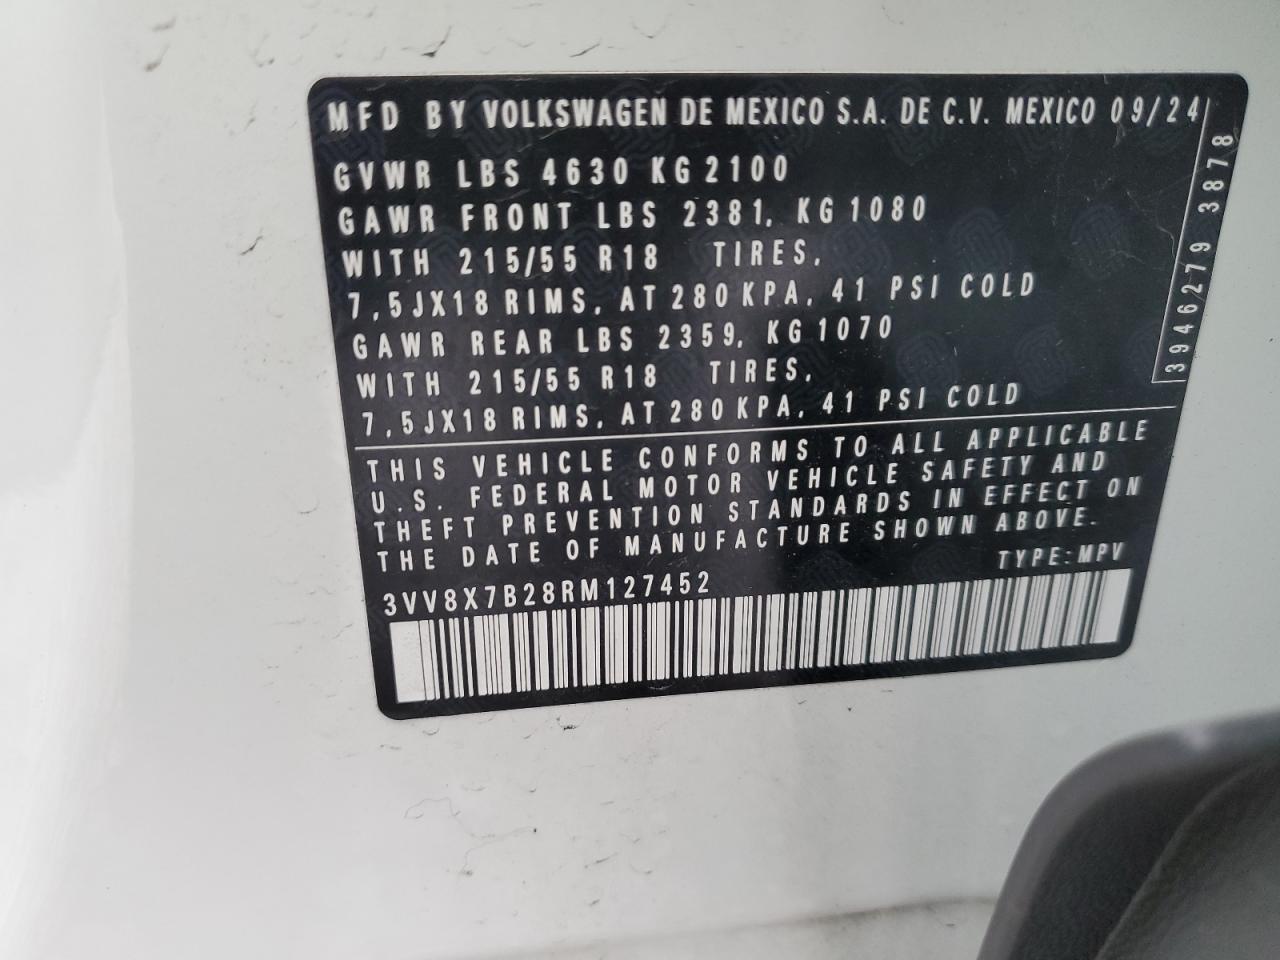 MFD BY VOLKSWAGEN DE MEXICO S.A. DE C.V. MEXICO 09/24
GVWR LBS 4630 KG 2100
GAWR FRONT LBS 2381, KG 1080
WITH 215/55 R18 TIRES,
7,5JX18 RIMS, AT 280 KPA, 41 PSI COLD
GAWR REAR LBS 2359, KG 1070
WITH 215/55 R18 TIRES,
7,5JX18 RIMS, AT 280 KPA, 41 PSI COLD
3946279 3878
THIS VEHICLE CONFORMS TO ALL APPLICABLE
U.S. FEDERAL MOTOR VEHICLE SAFETY AND
THEFT PREVENTION STANDARDS IN EFFECT ON
THE DATE OF MANUFACTURE SHOWN ABOVE.
TYPE:MPV
3VV8X7B28RM127452